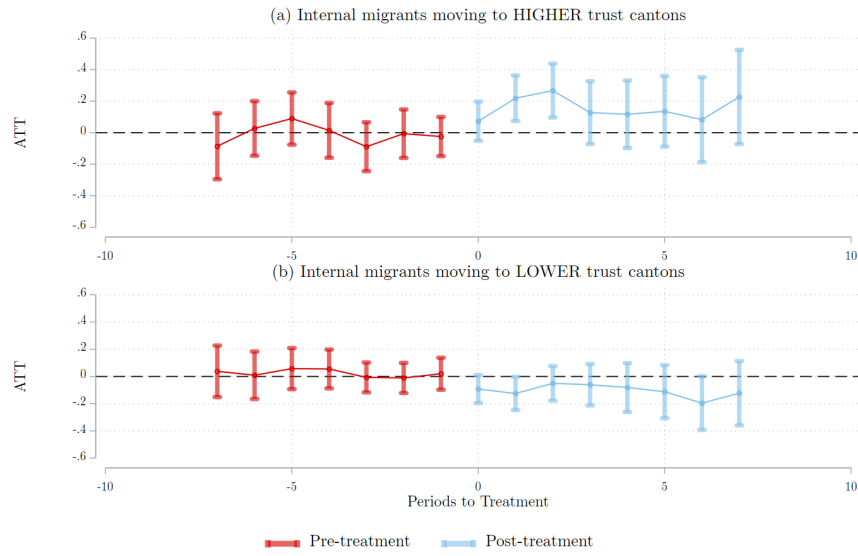 (a) Internal migrants moving to HIGHER trust cantons
.6
.4
.2
0
-.2
-.4
-.6
ATT
-10 -5 0 5 10
(b) Internal migrants moving to LOWER trust cantons
.6
.4
.2
0
-.2
-.4
-.6
ATT
-10 -5 0 5 10
Periods to Treatment
Pre-treatment Post-treatment